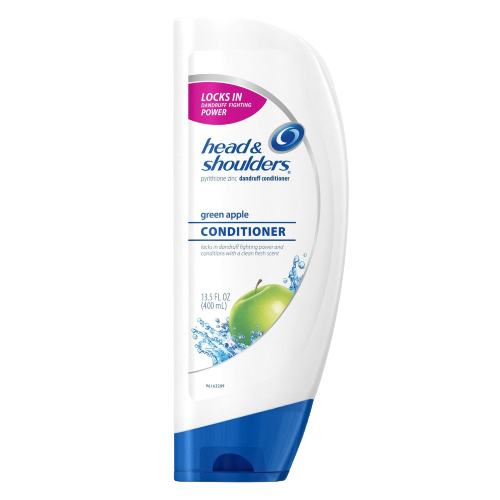 LOCKS IN
DANDRUFF FIGHTING
POWER
head &
shoulders®
pyrithione zinc dandruff conditioner
green apple
CONDITIONER
locks in dandruff fighting power and
conditions with a clean fresh scent
13.5 FL OZ
(400 mL)